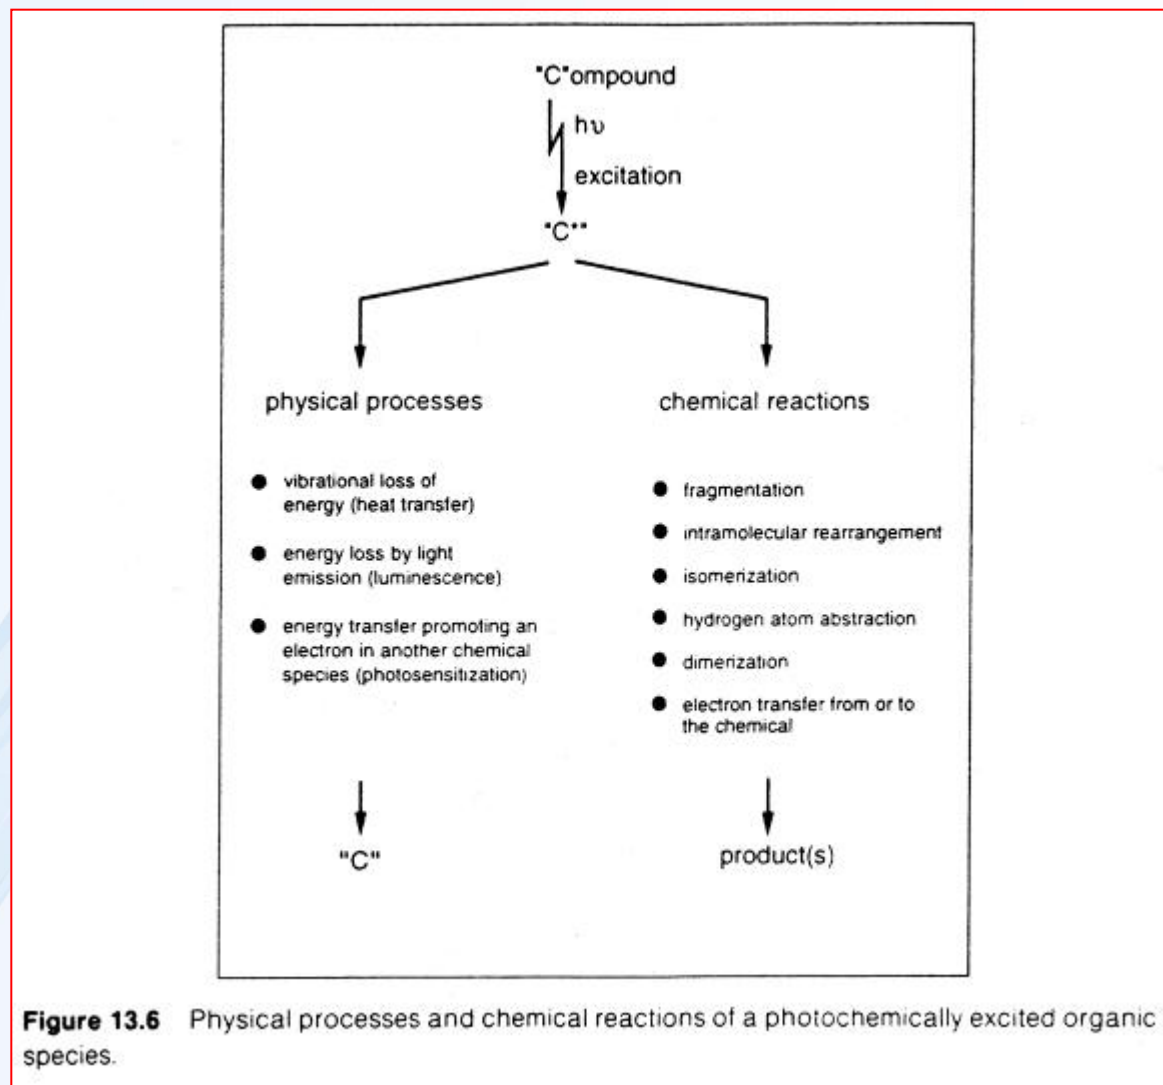 "C"ompound
hυ
excitation
"C*"
physical processes
● vibrational loss of
energy (heat transfer)
● energy loss by light
emission (luminescence)
● energy transfer promoting an
electron in another chemical
species (photosensitization)
"C"
chemical reactions
● fragmentation
● intramolecular rearrangement
● isomerization
● hydrogen atom abstraction
● dimerization
● electron transfer from or to
the chemical
product(s)
Figure 13.6 Physical processes and chemical reactions of a photochemically excited organic
species.